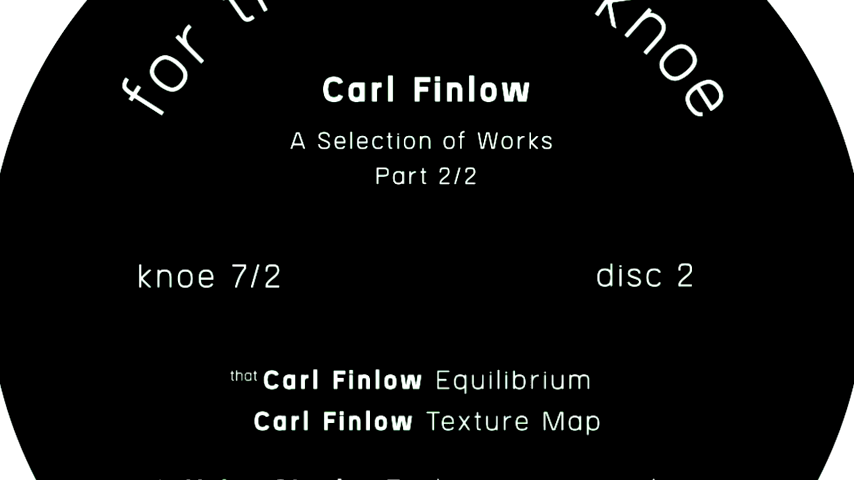 for
knoe
Carl Finlow
A Selection of Works
Part 2/2
knoe 7/2
disc 2
that Carl Finlow Equilibrium
Carl Finlow Texture Map